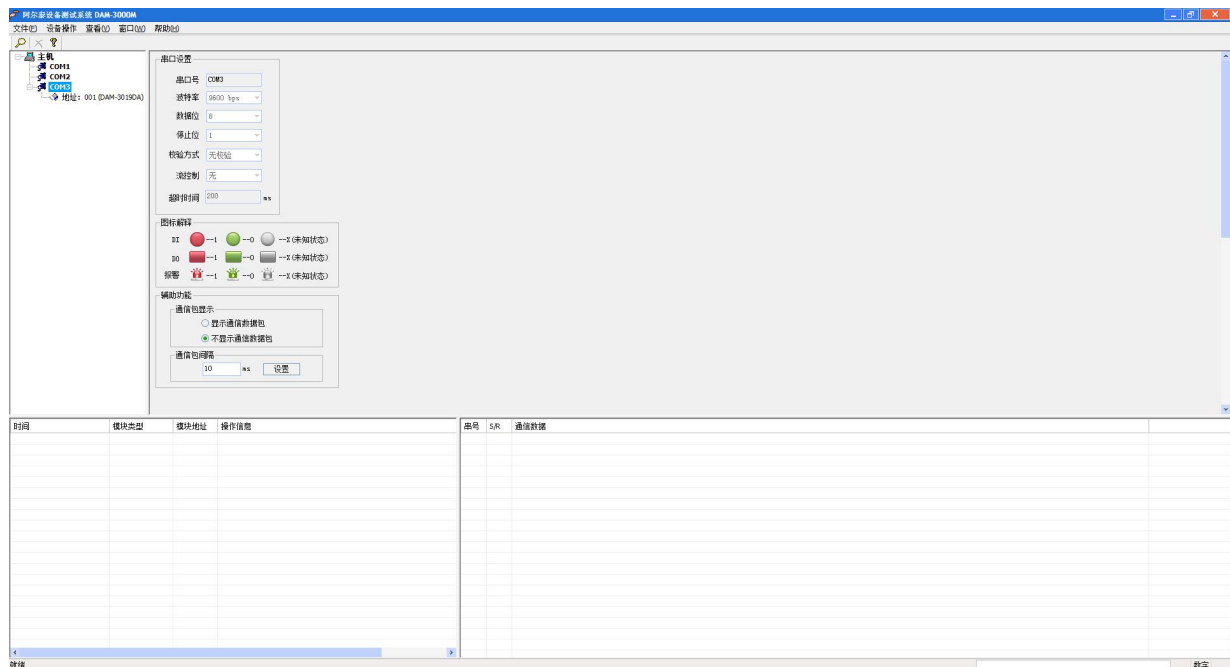 阿尔泰设备测试系统 DAM-3000M
文件(F) 设备操作 查看(V) 窗口(W) 帮助(H)
主机
COM1
COM2
COM3
地址: 001 (DAM-3019DA)
串口设置
串口号 COM3
波特率 9600 bps
数据位 8
停止位 1
校验方式 无校验
流控制 无
超时时间 200 ms
图标解释
DI --1 --0 --X(未知状态)
DO --1 --0 --X(未知状态)
报警 --1 --0 --X(未知状态)
辅助功能
通信包显示
显示通信数据包
不显示通信数据包
通信包间隔
10 ms 设置
时间 模块类型 模块地址 操作信息
串号 S/R 通信数据
就绪 数字